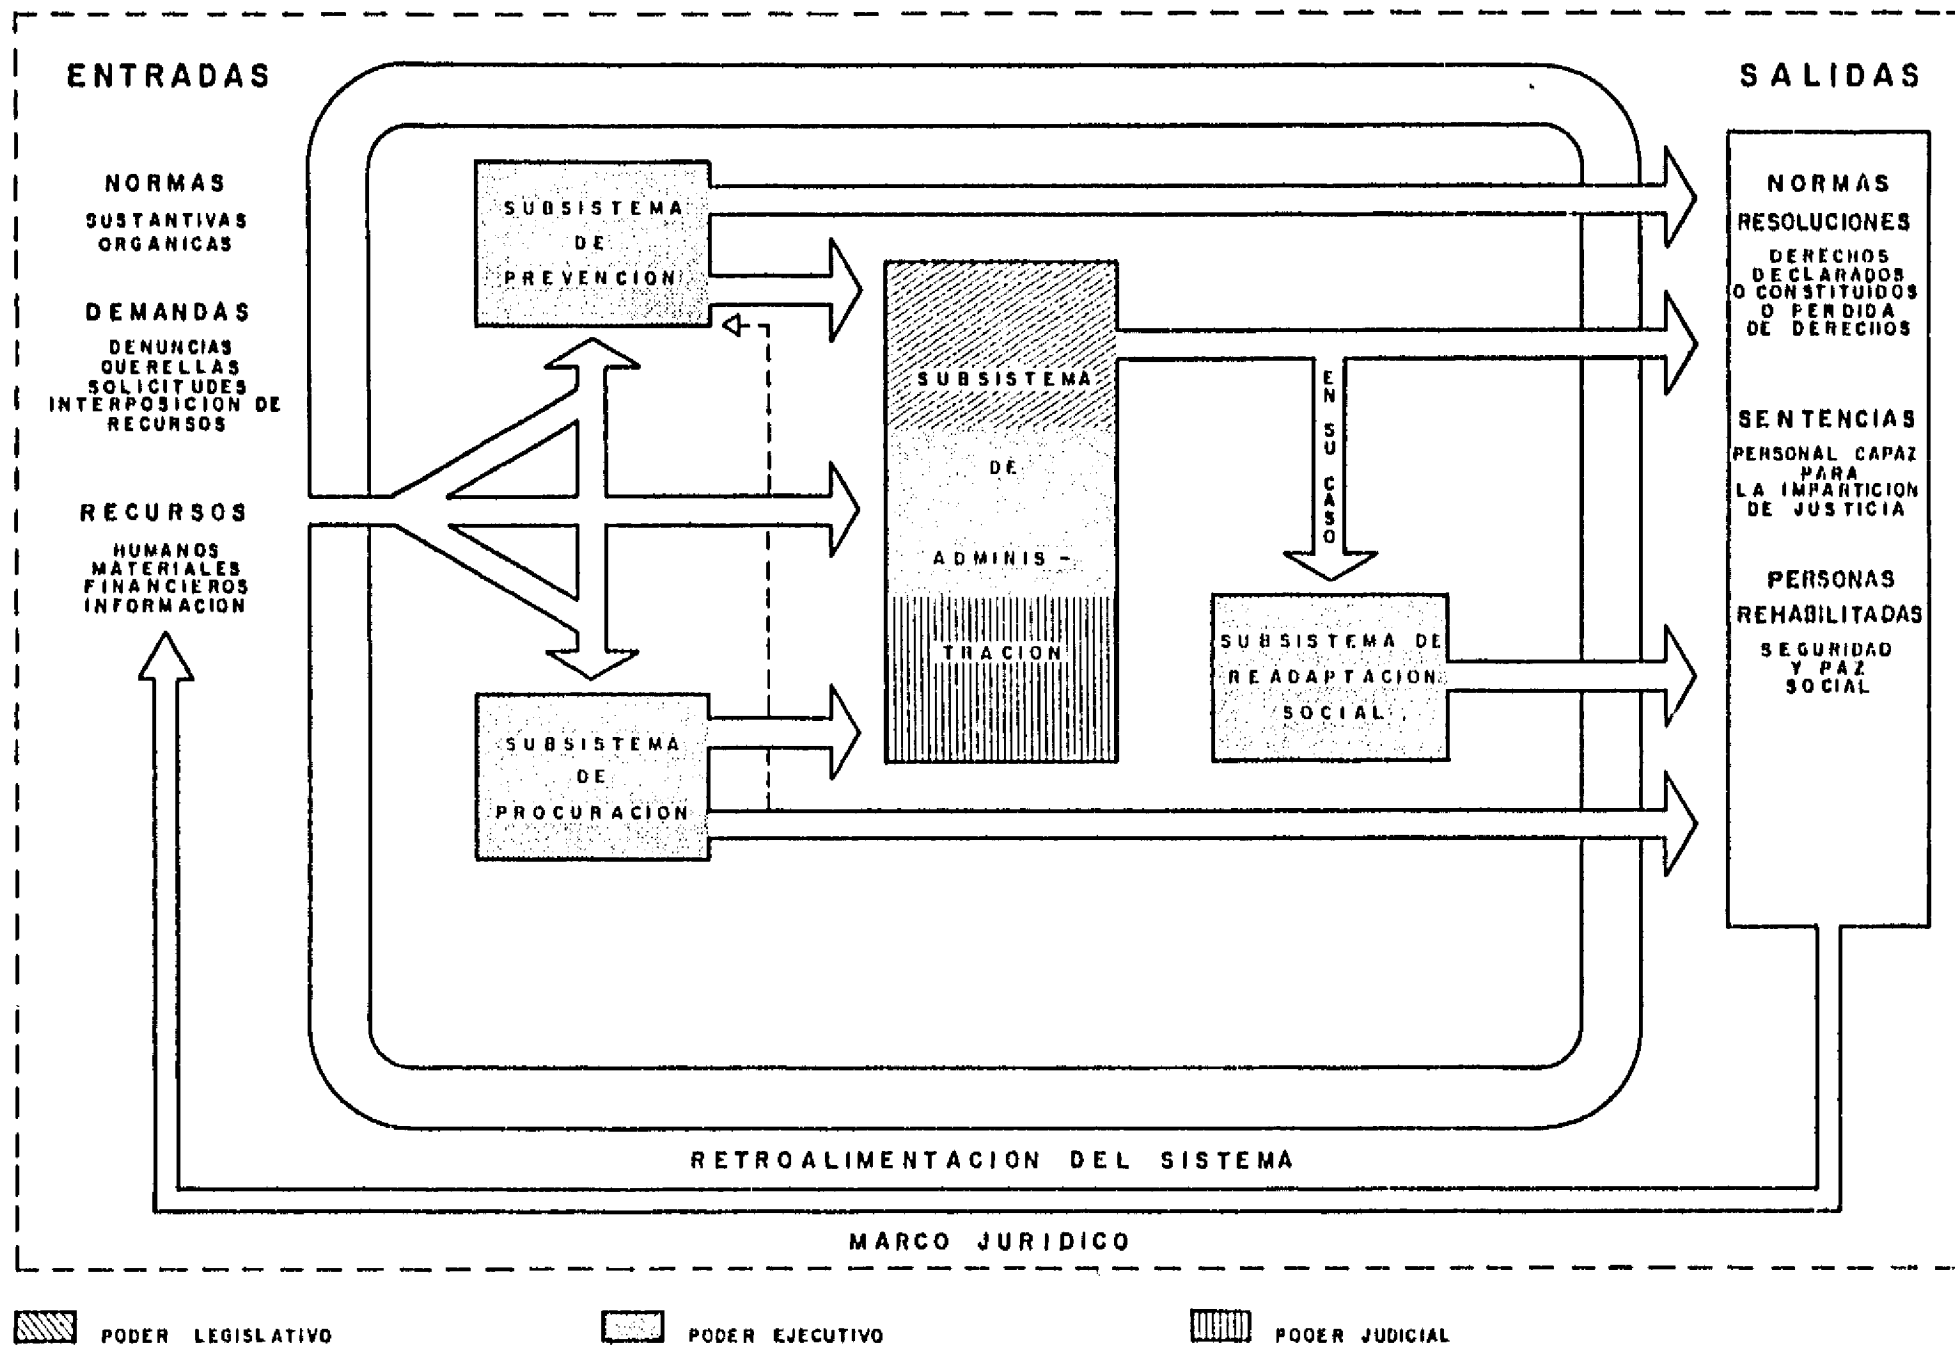 ENTRADAS
NORMAS
SUSTANTIVAS
ORGANICAS
DEMANDAS
DENUNCIAS
QUERELLAS
SOLICITUDES
INTERPOSICION DE
RECURSOS
RECURSOS
HUMANOS
MATERIALES
FINANCIEROS
INFORMACION
SUBSISTEMA
DE
PREVENCION
SUBSISTEMA
DE
PROCURACION
SUBSISTEMA
DE
ADMINIS-
TRACION
EN SU CASO
SUBSISTEMA DE
READAPTACION
SOCIAL
SALIDAS
NORMAS
RESOLUCIONES
DERECHOS
DECLARADOS
O CONSTITUIDOS
O PERDIDA
DE DERECHOS
SENTENCIAS
PERSONAL CAPAZ
PARA
LA IMPARTICION
DE JUSTICIA
PERSONAS
REHABILITADAS
SEGURIDAD
Y PAZ
SOCIAL
RETROALIMENTACION DEL SISTEMA
MARCO JURIDICO
PODER LEGISLATIVO
PODER EJECUTIVO
PODER JUDICIAL